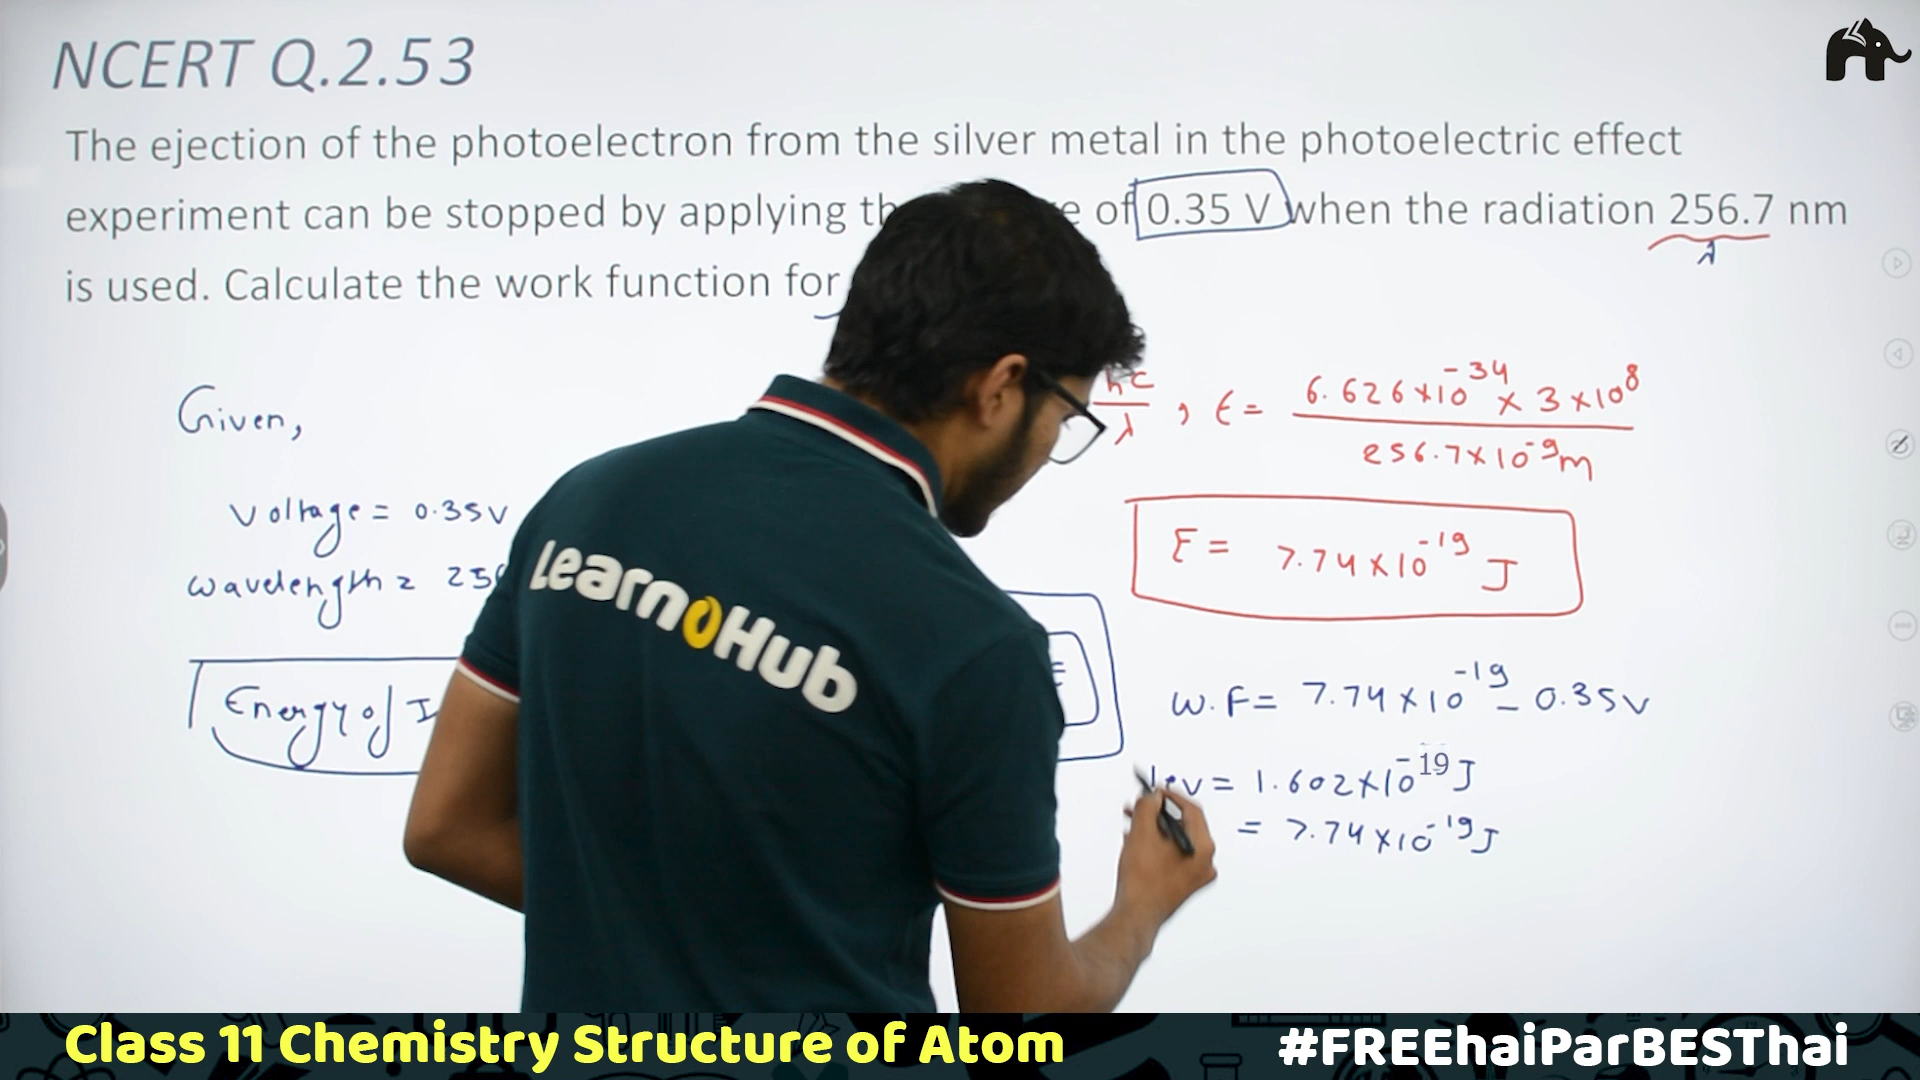 NCERT Q.2.53
The ejection of the photoelectron from the silver metal in the photoelectric effect
experiment can be stopped by applying of 0.35 V when the radiation 256.7 nm
λ
is used. Calculate the work function for
Given,
Voltage = 0.35V
wavelength =
Energy of
hc/λ , E = 6.626×10⁻³⁴ × 3×10⁸ / 256.7×10⁻⁹m
E = 7.74×10⁻¹⁹ J
W.F = 7.74×10⁻¹⁹ - 0.35V
1ev = 1.602×10⁻¹⁹J
= 7.74×10⁻¹⁹J
LearnoHub
Class 11 Chemistry Structure of Atom
#FREEhaiParBESThai